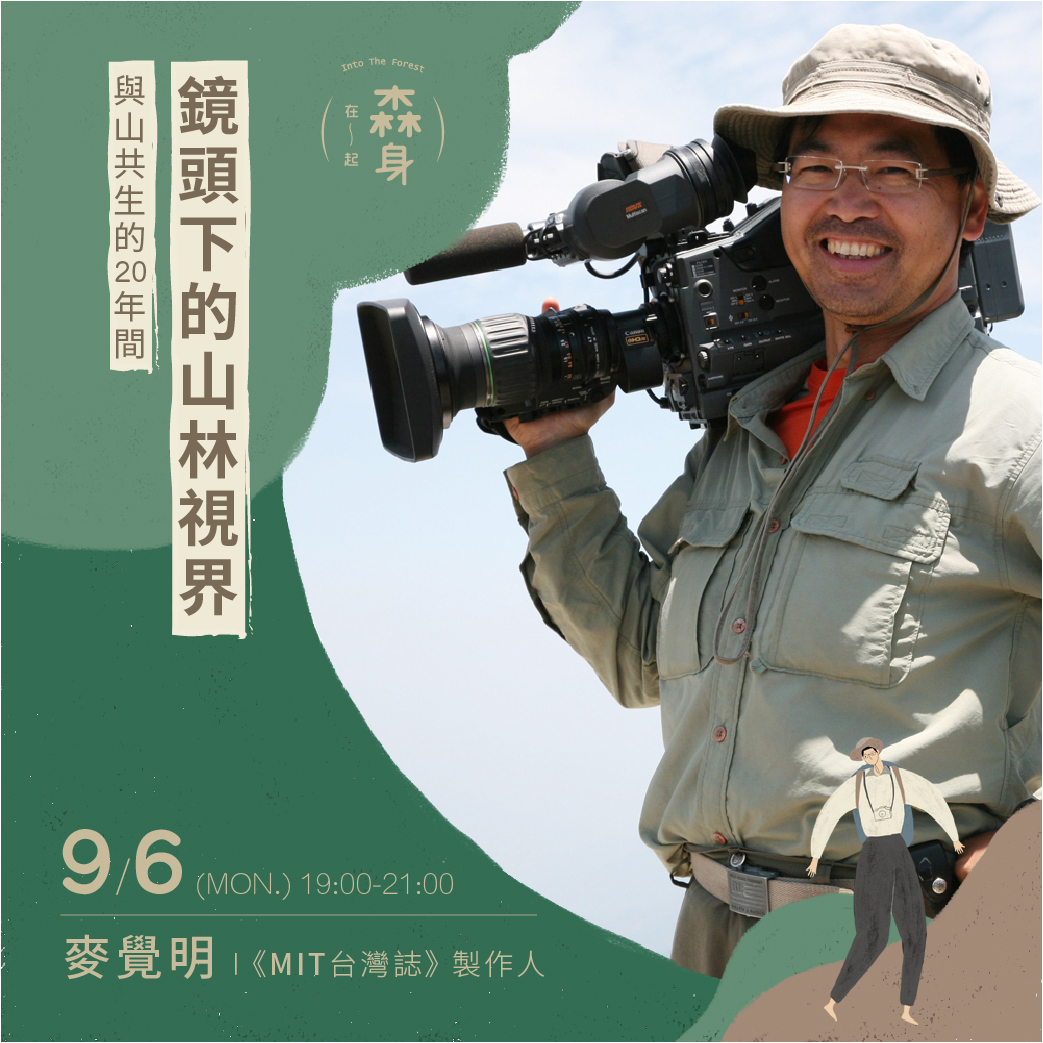 鏡頭下的山林視界
與山共生的20年間
Into The Forest
森身
在~起
9/6 (MON.) 19:00-21:00
麥覺明 | 《MIT台灣誌》製作人
Canon